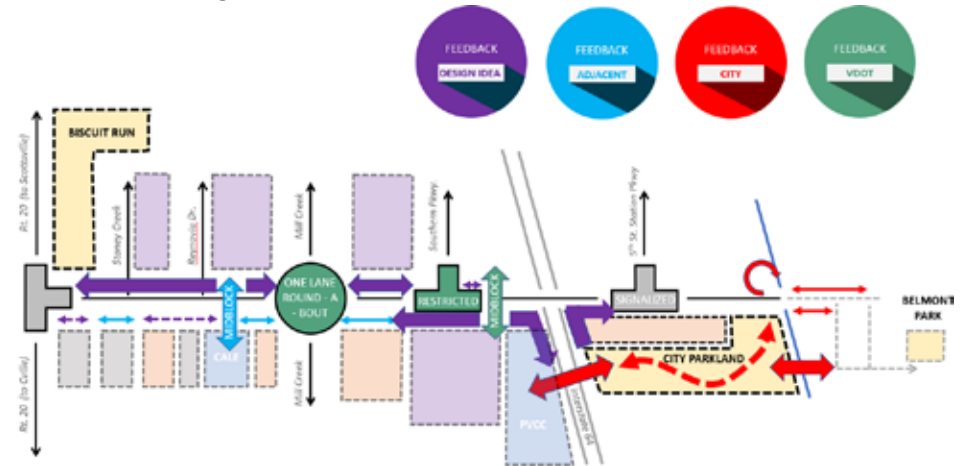 FEEDBACK
DESIGN IDEA
FEEDBACK
ADJACENT
FEEDBACK
CITY
FEEDBACK
VDOT
Rt. 20 (to Scottsville)
BISCUIT RUN
Stoney Creek
Reynovia Dr.
Mill Creek
Southern Pkwy.
5th St. Station Pkwy
MIDBLOCK
ONE LANE
ROUND - A
- BOUT
RESTRICTED
MIDBLOCK
SIGNALIZED
BELMONT
PARK
CALE
CITY PARKLAND
Rt. 20 (to Cville)
Mill Creek
PVCC
Interstate 64